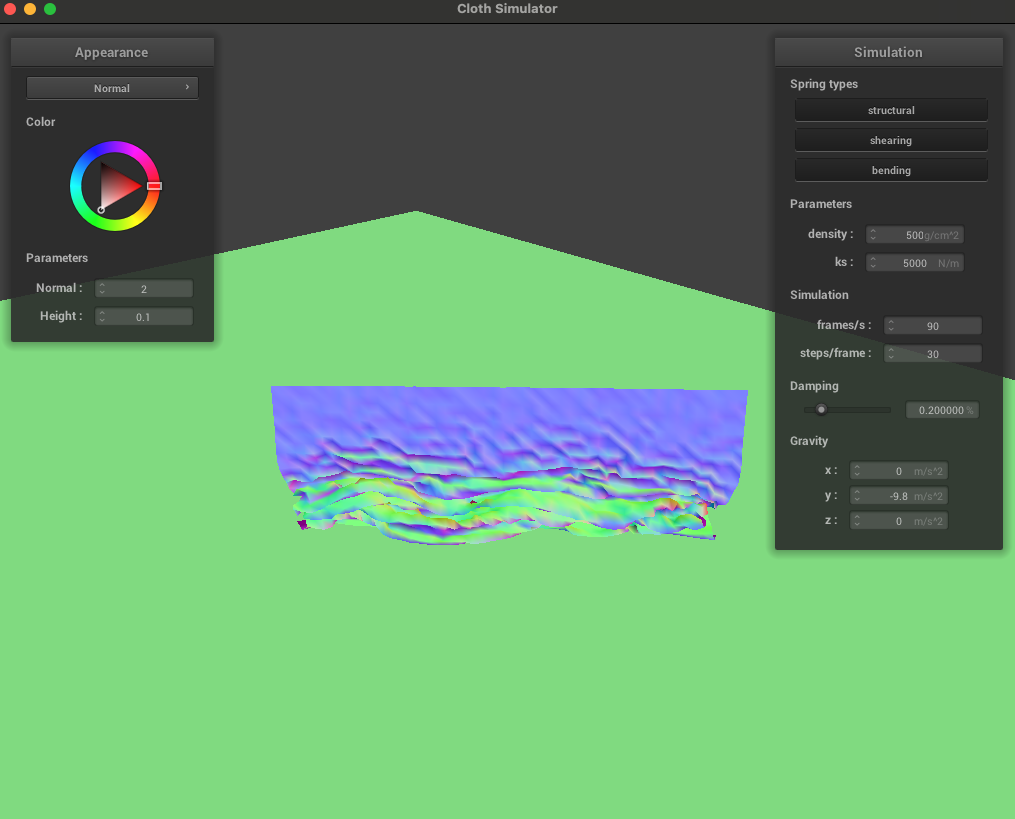 Cloth Simulator
Appearance
Normal
Color
Parameters
Normal : 2
Height : 0.1
Simulation
Spring types
structural
shearing
bending
Parameters
density : 500 g/cm^2
ks : 5000 N/m
Simulation
frames/s : 90
steps/frame : 30
Damping
0.200000 %
Gravity
x : 0 m/s^2
y : -9.8 m/s^2
z : 0 m/s^2